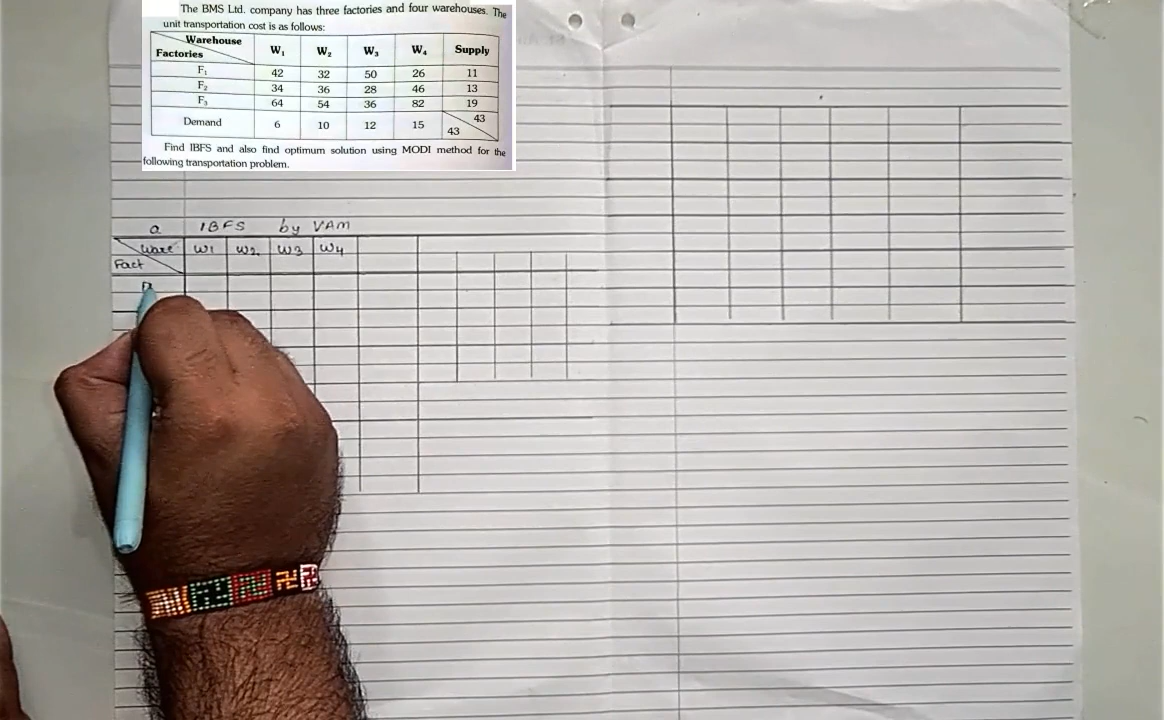 The BMS Ltd. company has three factories and four warehouses. The
unit transportation cost is as follows:
Warehouse
Factories W₁ W₂ W₃ W₄ Supply
F₁ 42 32 50 26 11
F₂ 34 36 28 46 13
F₃ 64 54 36 82 19
Demand 6 10 12 15 43 43
Find IBFS and also find optimum solution using MODI method for the
following transportation problem.
a IBFS by VAM
Ware W1 W2 W3 W4
Fact